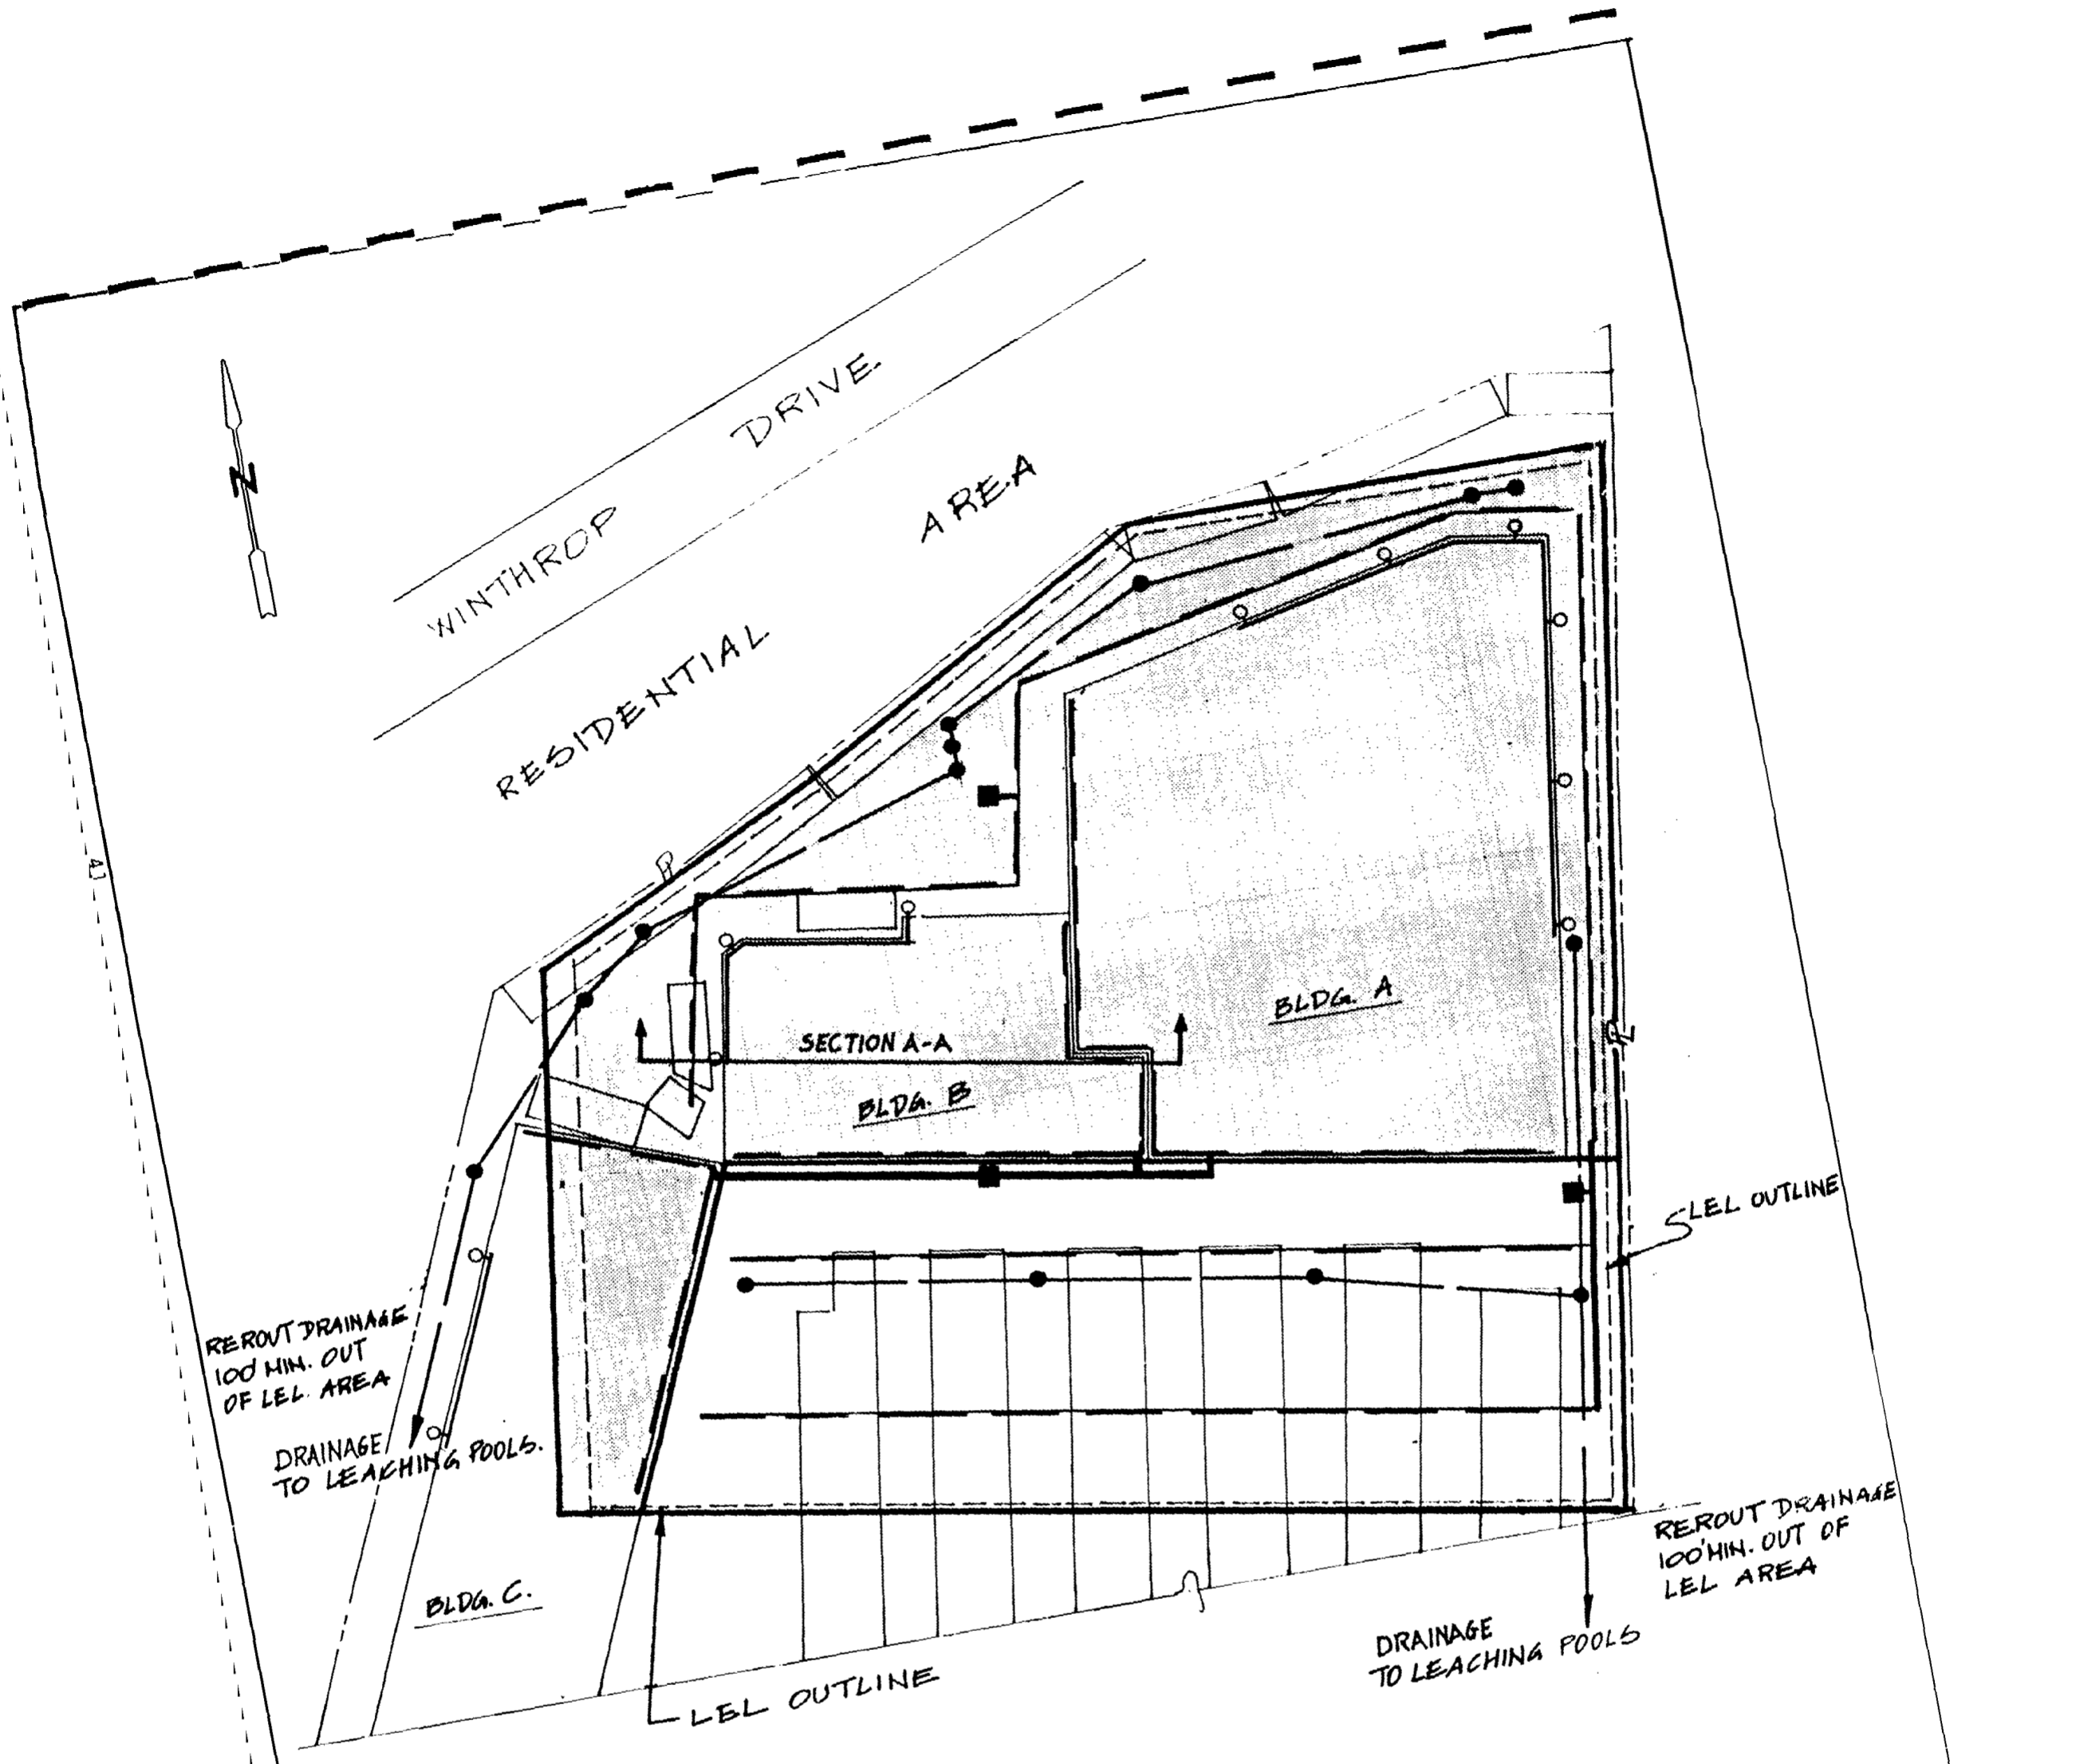 DRIVE
WINTHROP
N
AREA
RESIDENTIAL
BLDG. A
SECTION A-A
BLDG. B
LEL OUTLINE
REROUT DRAINAGE
100' MIN. OUT
OF LEL AREA
DRAINAGE
TO LEACHING POOLS.
REROUT DRAINAGE
100' MIN. OUT OF
LEL AREA
BLDG. C.
DRAINAGE
TO LEACHING POOLS
LEL OUTLINE